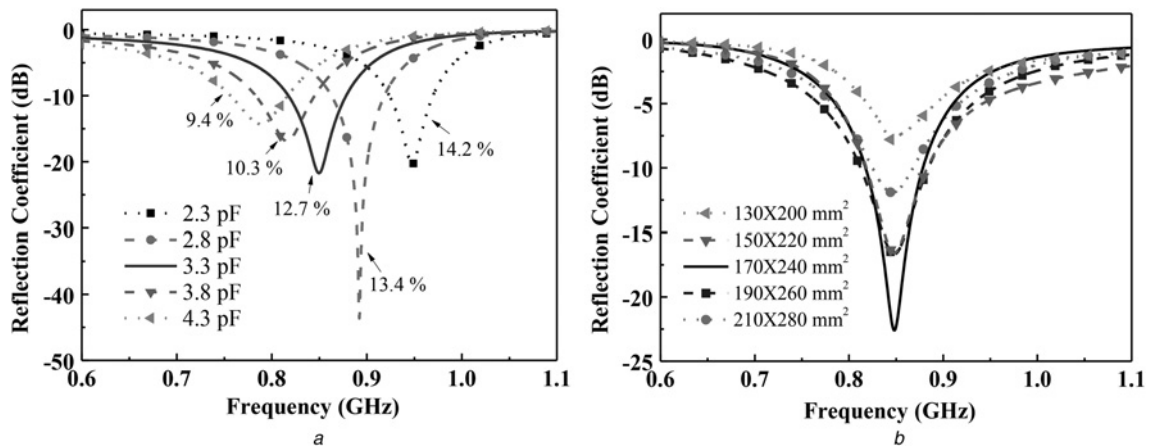 Reflection Coefficient (dB)
0
-10
-20
-30
-40
-50
9.4 %
10.3 %
12.7 %
14.2 %
13.4 %
2.3 pF
2.8 pF
3.3 pF
3.8 pF
4.3 pF
0.6 0.7 0.8 0.9 1.0 1.1
Frequency (GHz)
a
Reflection Coefficient (dB)
0
-5
-10
-15
-20
-25
130X200 mm²
150X220 mm²
170X240 mm²
190X260 mm²
210X280 mm²
0.6 0.7 0.8 0.9 1.0 1.1
Frequency (GHz)
b